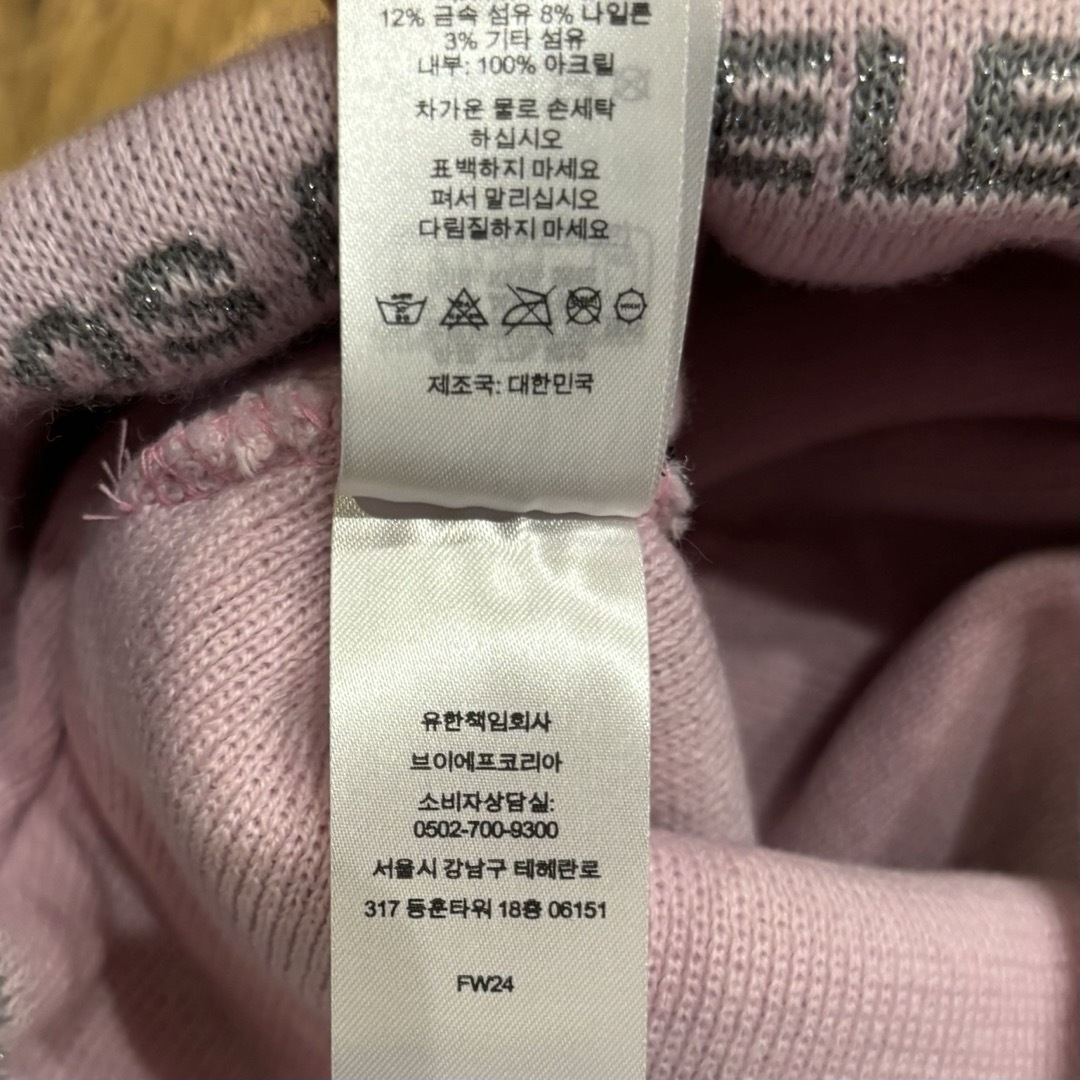 12% 금속 섬유 8% 나일론
3% 기타 섬유
내부: 100% 아크릴
차가운 물로 손세탁
하십시오
표백하지 마세요
펴서 말리십시오
다림질하지 마세요
제조국: 대한민국
유한책임회사
브이에프코리아
소비자상담실:
0502-700-9300
서울시 강남구 테헤란로
317 동훈타워 18층 06151
FW24